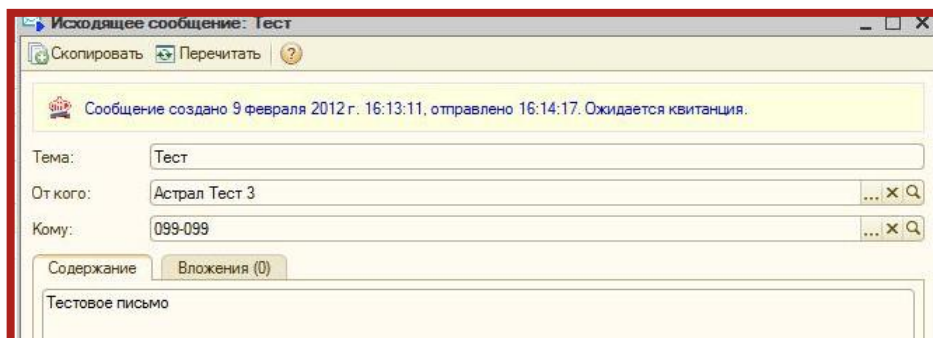 Исходящее сообщение: Тест
Скопировать Перечитать ?
Сообщение создано 9 февраля 2012 г. 16:13:11, отправлено 16:14:17. Ожидается квитанция.
Тема: Тест
От кого: Астрал Тест 3 ...
Кому: 099-099 ...
Содержание Вложения (0)
Тестовое письмо